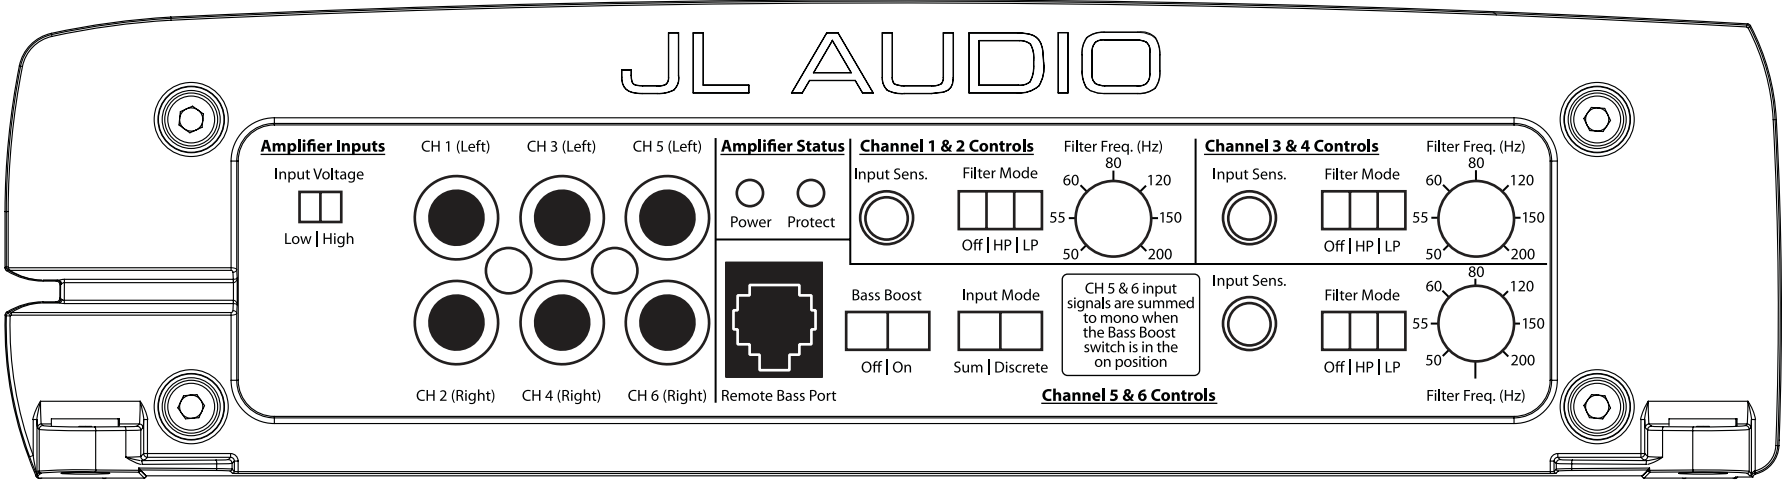 JL AUDIO
Amplifier Inputs
Input Voltage
Low | High
CH 1 (Left)
CH 3 (Left)
CH 5 (Left)
CH 2 (Right)
CH 4 (Right)
CH 6 (Right)
Amplifier Status
Power
Protect
Remote Bass Port
Channel 1 & 2 Controls
Input Sens.
Filter Mode
Off | HP | LP
Filter Freq. (Hz)
80
60
120
55
150
50
200
Channel 3 & 4 Controls
Input Sens.
Filter Mode
Off | HP | LP
Filter Freq. (Hz)
80
60
120
55
150
50
200
Bass Boost
Off | On
Input Mode
Sum | Discrete
CH 5 & 6 input
signals are summed
to mono when
the Bass Boost
switch is in the
on position
Input Sens.
Filter Mode
Off | HP | LP
80
60
120
55
150
50
200
Filter Freq. (Hz)
Channel 5 & 6 Controls